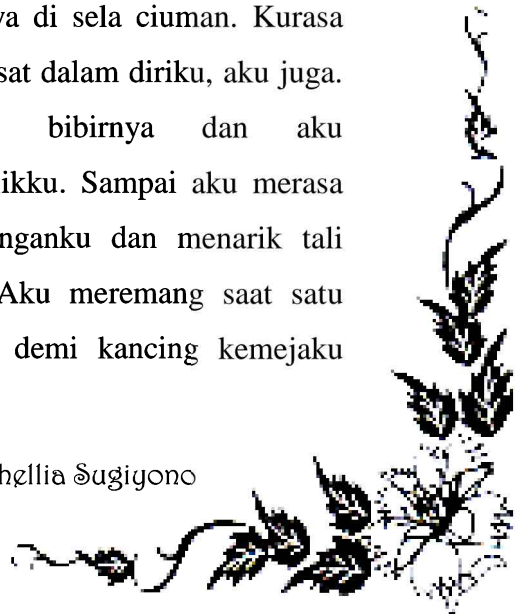 ya di sela ciuman. Kurasa
sat dalam diriku, aku juga.
bibirnya dan aku
ikku. Sampai aku merasa
nganku dan menarik tali
Aku meremang saat satu
demi kancing kemejaku
hellia Sugiyono